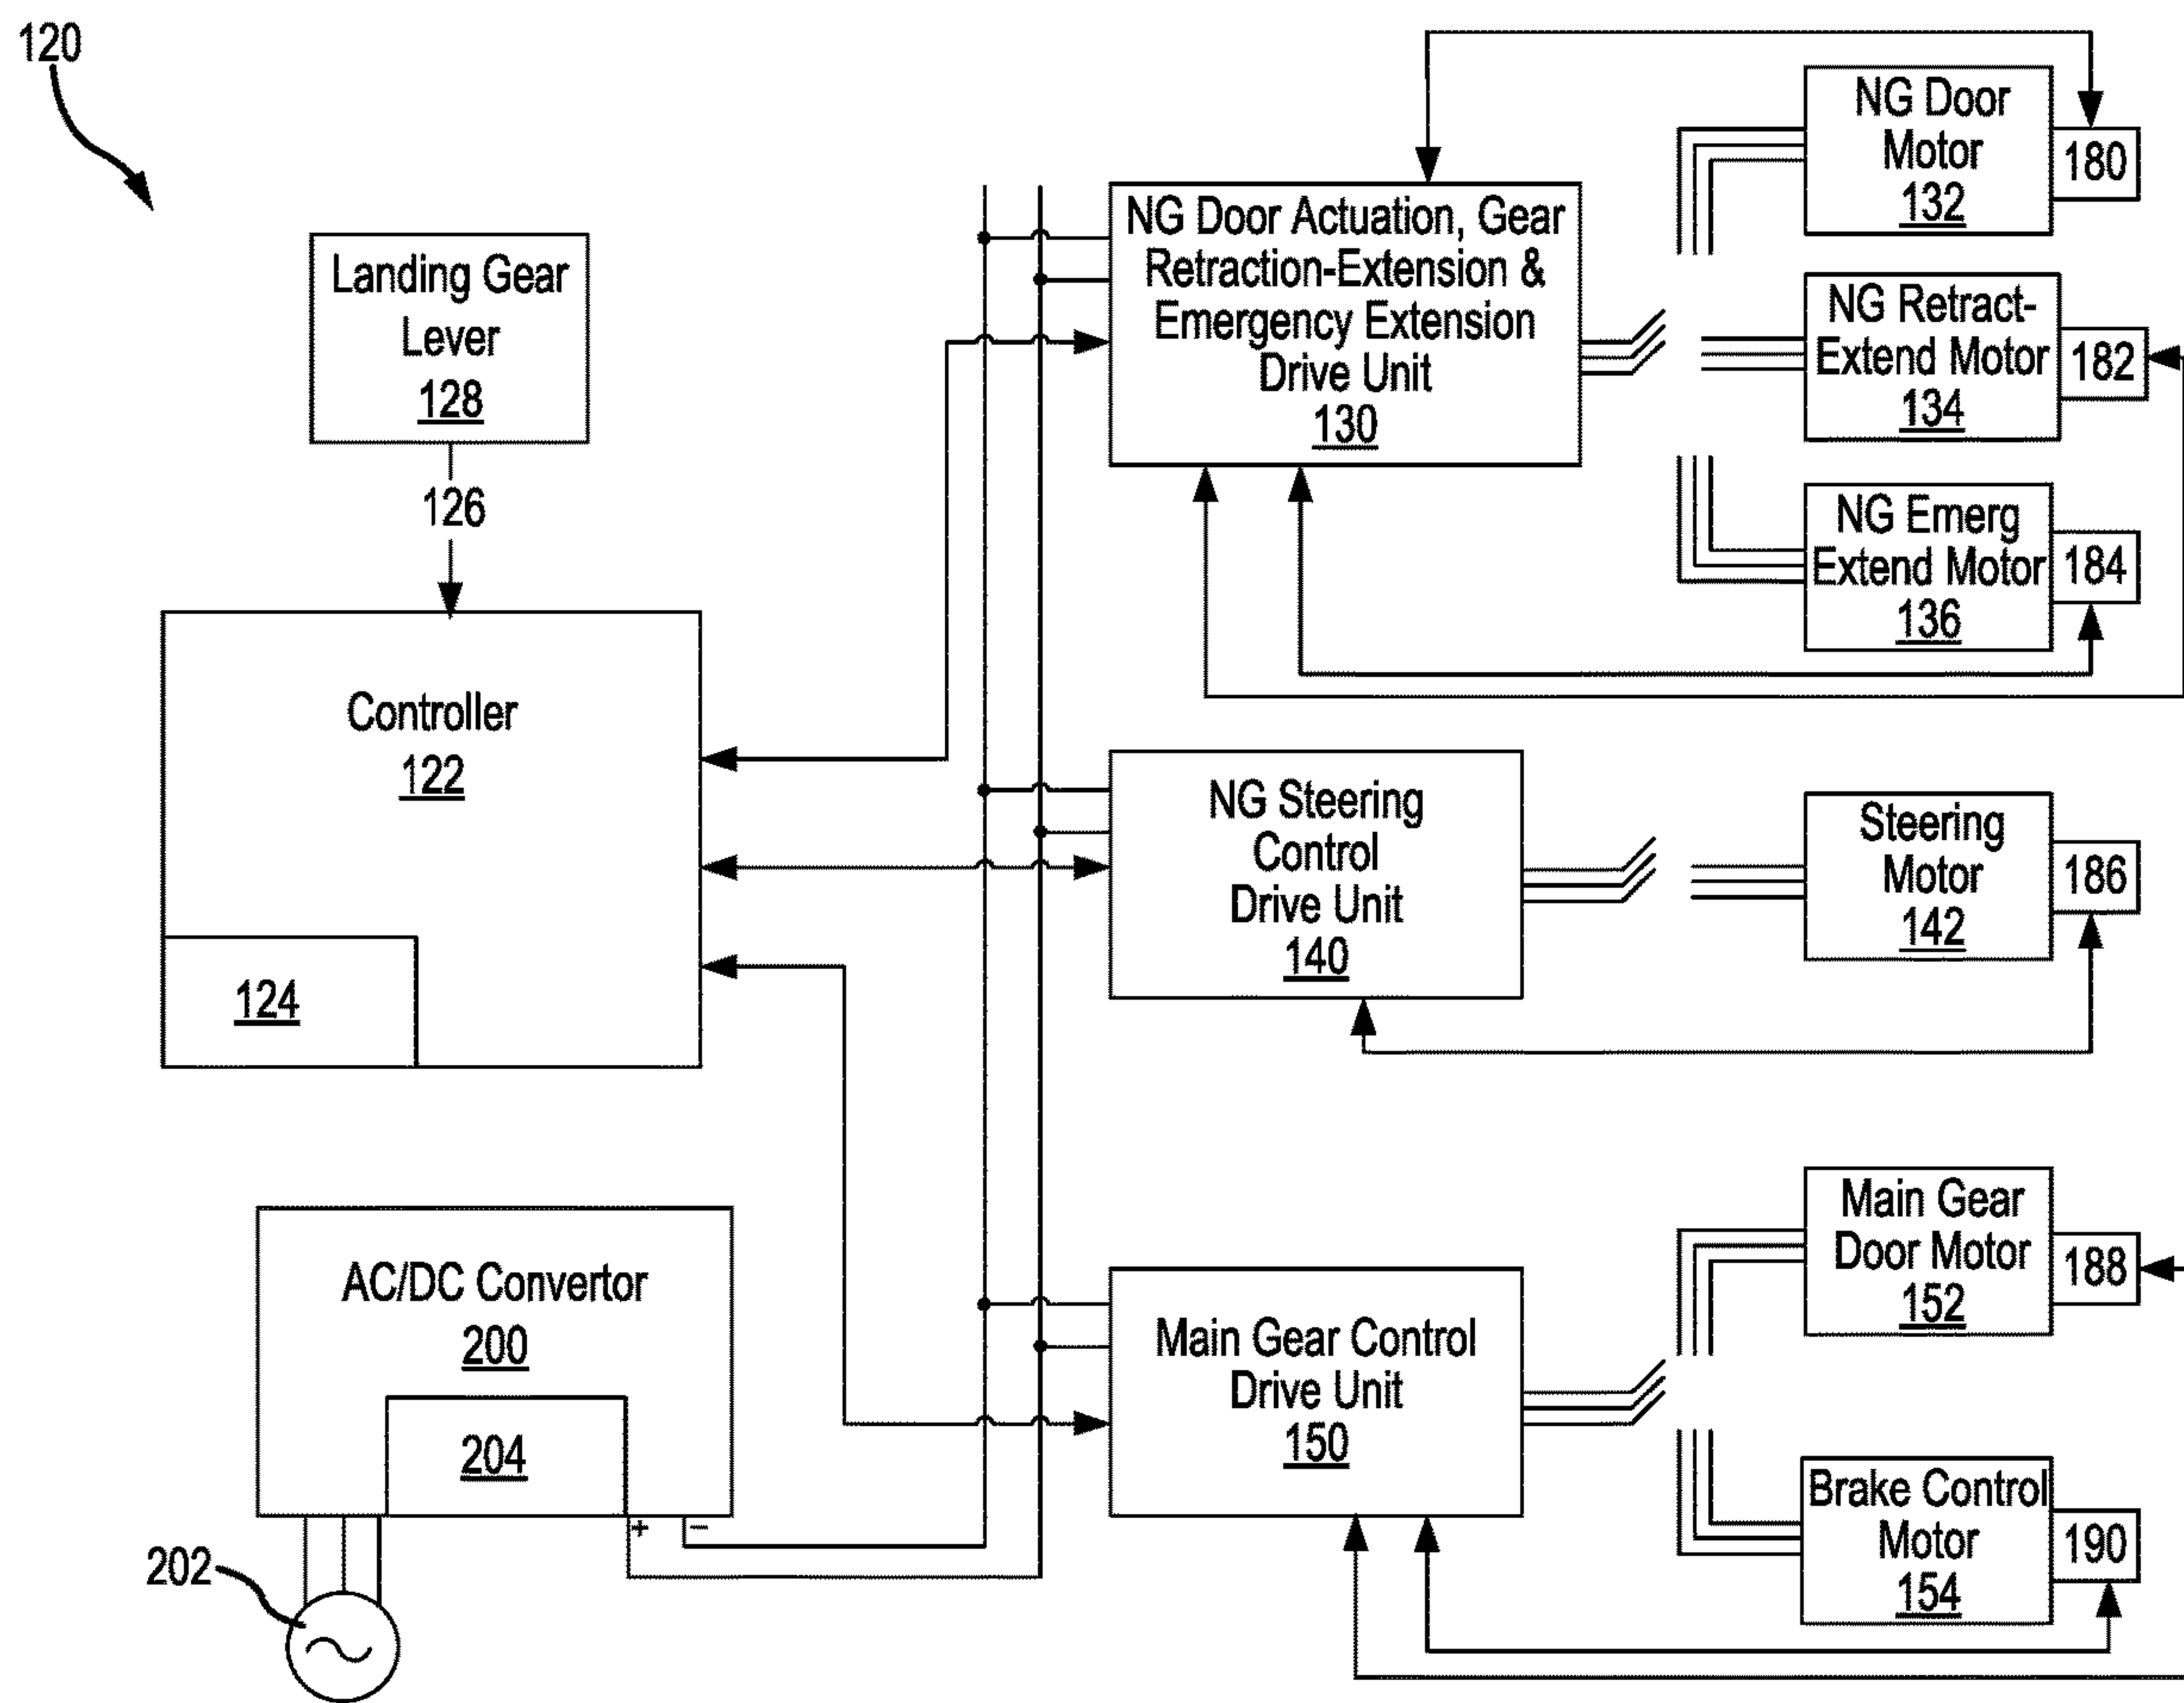 120
Landing Gear
Lever
128
126
Controller
122
124
AC/DC Convertor
200
204
+ −
202
NG Door Actuation, Gear
Retraction-Extension &
Emergency Extension
Drive Unit
130
NG Door
Motor
132
180
NG Retract-
Extend Motor
134
182
NG Emerg
Extend Motor
136
184
NG Steering
Control
Drive Unit
140
Steering
Motor
142
186
Main Gear Control
Drive Unit
150
Main Gear
Door Motor
152
188
Brake Control
Motor
154
190